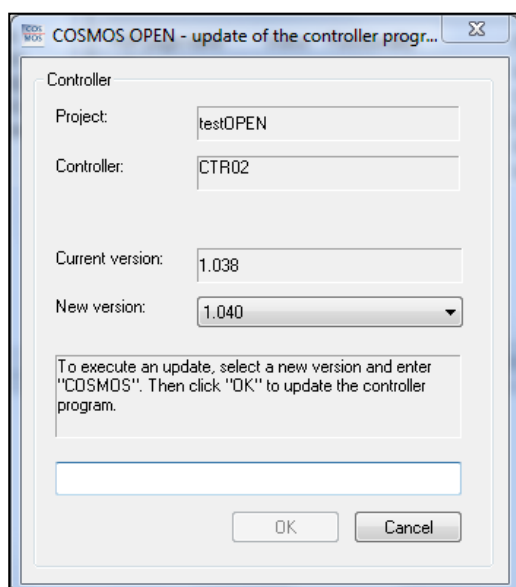 COS
MOS
COSMOS OPEN - update of the controller progr...
Controller
Project:
testOPEN
Controller:
CTR02
Current version:
1.038
New version:
1.040
To execute an update, select a new version and enter
"COSMOS". Then click "OK" to update the controller
program.
OK
Cancel